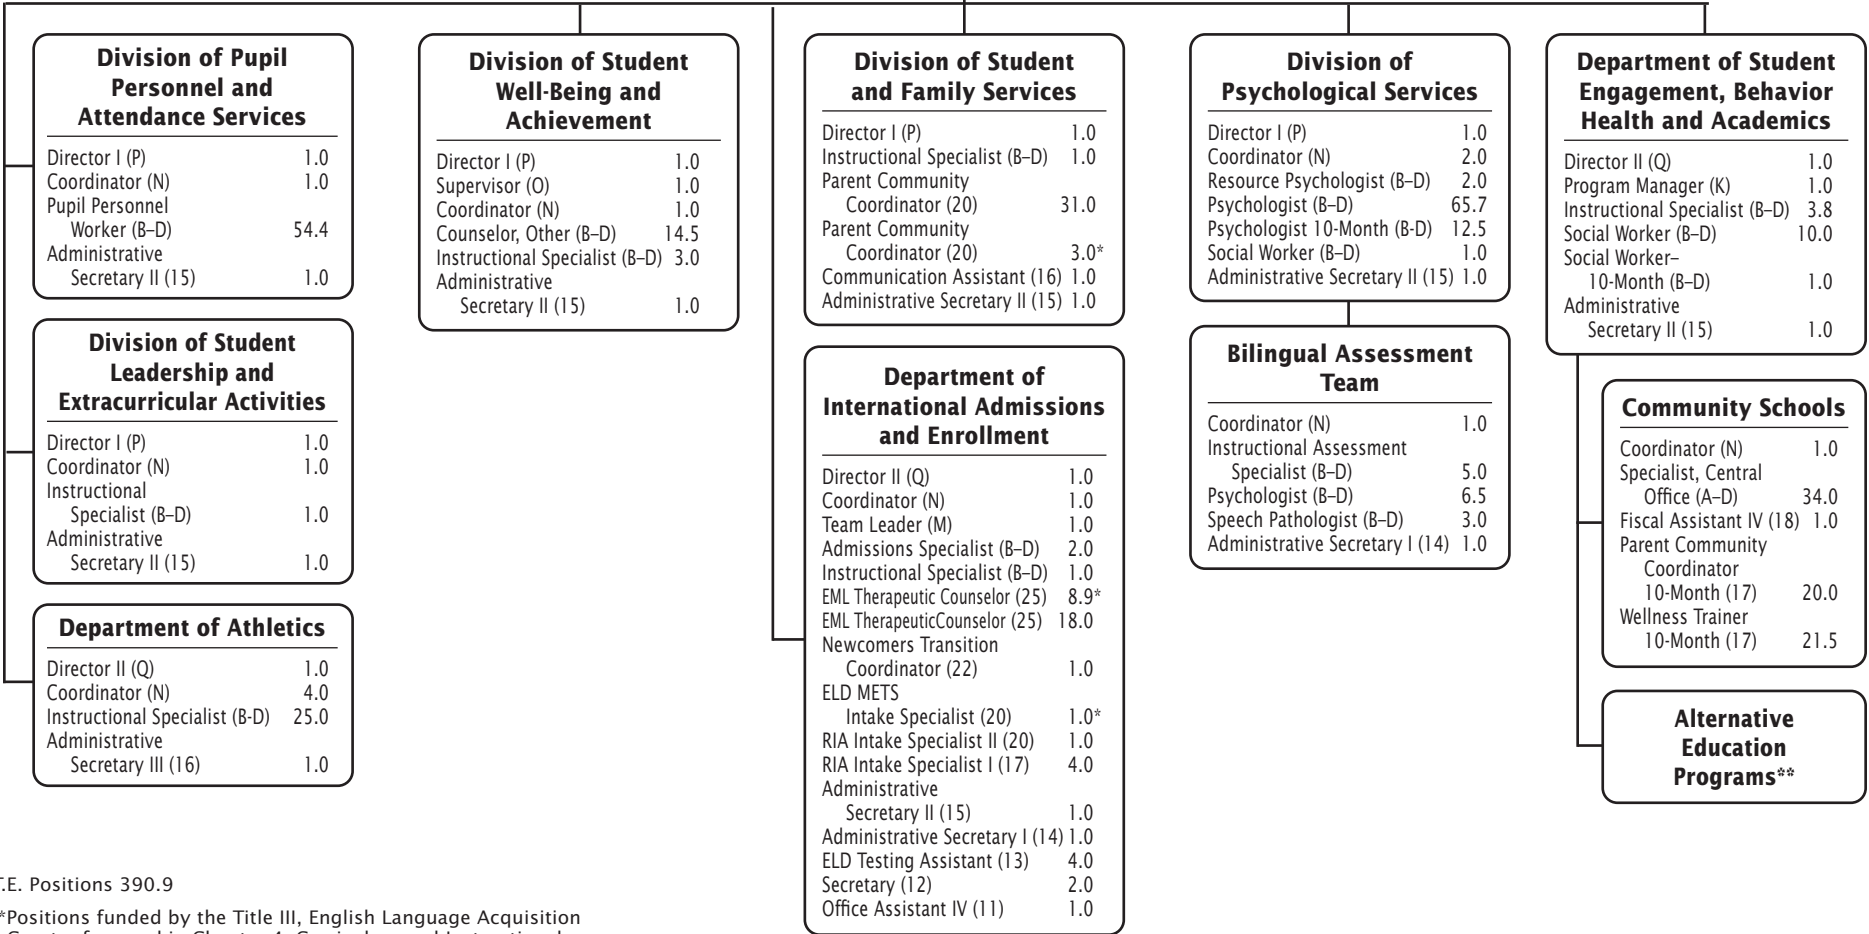 Division of Pupil
Personnel and
Attendance Services
Director I (P) 1.0
Coordinator (N) 1.0
Pupil Personnel
Worker (B–D) 54.4
Administrative
Secretary II (15) 1.0
Division of Student
Leadership and
Extracurricular Activities
Director I (P) 1.0
Coordinator (N) 1.0
Instructional
Specialist (B–D) 1.0
Administrative
Secretary II (15) 1.0
Department of Athletics
Director II (Q) 1.0
Coordinator (N) 4.0
Instructional Specialist (B-D) 25.0
Administrative
Secretary III (16) 1.0
Division of Student
Well-Being and
Achievement
Director I (P) 1.0
Supervisor (O) 1.0
Coordinator (N) 1.0
Counselor, Other (B–D) 14.5
Instructional Specialist (B–D) 3.0
Administrative
Secretary II (15) 1.0
Division of Student
and Family Services
Director I (P) 1.0
Instructional Specialist (B–D) 1.0
Parent Community
Coordinator (20) 31.0
Parent Community
Coordinator (20) 3.0*
Communication Assistant (16) 1.0
Administrative Secretary II (15) 1.0
Department of
International Admissions
and Enrollment
Director II (Q) 1.0
Coordinator (N) 1.0
Team Leader (M) 1.0
Admissions Specialist (B–D) 2.0
Instructional Specialist (B–D) 1.0
EML Therapeutic Counselor (25) 8.9*
EML TherapeuticCounselor (25) 18.0
Newcomers Transition
Coordinator (22) 1.0
ELD METS
Intake Specialist (20) 1.0*
RIA Intake Specialist II (20) 1.0
RIA Intake Specialist I (17) 4.0
Administrative
Secretary II (15) 1.0
Administrative Secretary I (14) 1.0
ELD Testing Assistant (13) 4.0
Secretary (12) 2.0
Office Assistant IV (11) 1.0
Division of
Psychological Services
Director I (P) 1.0
Coordinator (N) 2.0
Resource Psychologist (B–D) 2.0
Psychologist (B–D) 65.7
Psychologist 10-Month (B-D) 12.5
Social Worker (B–D) 1.0
Administrative Secretary II (15) 1.0
Bilingual Assessment
Team
Coordinator (N) 1.0
Instructional Assessment
Specialist (B–D) 5.0
Psychologist (B–D) 6.5
Speech Pathologist (B–D) 3.0
Administrative Secretary I (14) 1.0
Department of Student
Engagement, Behavior
Health and Academics
Director II (Q) 1.0
Program Manager (K) 1.0
Instructional Specialist (B–D) 3.8
Social Worker (B–D) 10.0
Social Worker–
10-Month (B–D) 1.0
Administrative
Secretary II (15) 1.0
Community Schools
Coordinator (N) 1.0
Specialist, Central
Office (A–D) 34.0
Fiscal Assistant IV (18) 1.0
Parent Community
Coordinator
10-Month (17) 20.0
Wellness Trainer
10-Month (17) 21.5
Alternative
Education
Programs**
.E. Positions 390.9
*Positions funded by the Title III, English Language Acquisition